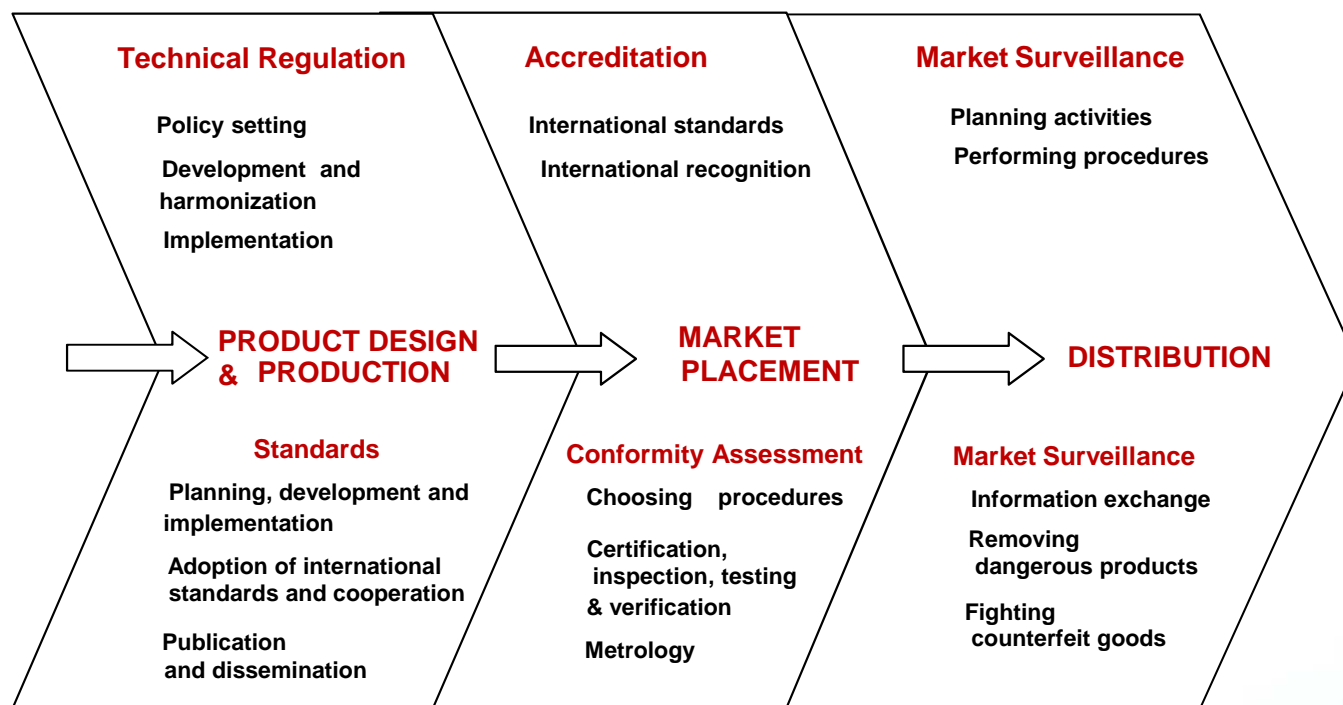 Technical Regulation
Policy setting
Development and
harmonization
Implementation
PRODUCT DESIGN
& PRODUCTION
Standards
Planning, development and
implementation
Adoption of international
standards and cooperation
Publication
and dissemination
Accreditation
International standards
International recognition
MARKET
PLACEMENT
Conformity Assessment
Choosing procedures
Certification,
inspection, testing
& verification
Metrology
Market Surveillance
Planning activities
Performing procedures
DISTRIBUTION
Market Surveillance
Information exchange
Removing
dangerous products
Fighting
counterfeit goods